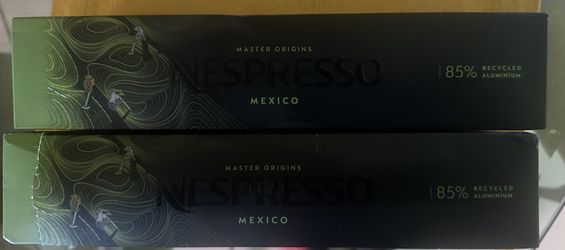 MASTER ORIGINS
NESPRESSO
MEXICO
85% RECYCLED
ALUMINIUM*
MASTER ORIGINS
NESPRESSO
MEXICO
85% RECYCLED
ALUMINIUM*